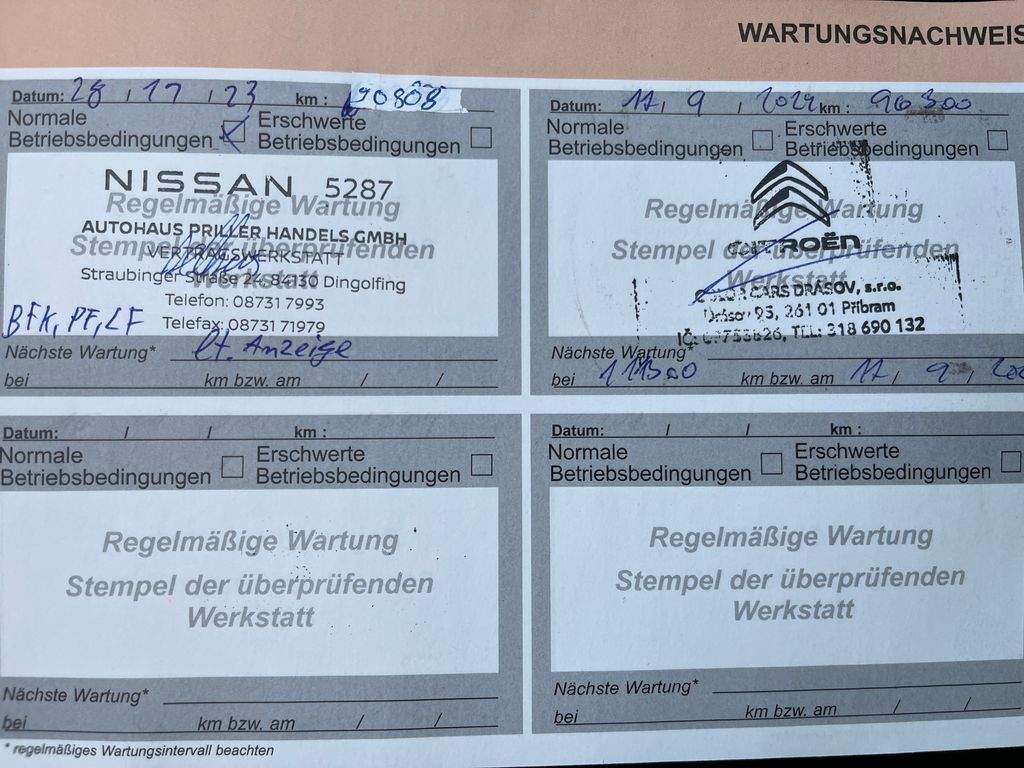 WARTUNGSNACHWEIS
Datum: 28 / 11 / 23 km : 90808
Normale Betriebsbedingungen
Erschwerte Betriebsbedingungen
Regelmäßige Wartung
Stempel der überprüfenden
Werkstatt
NISSAN 5287
AUTOHAUS PRILLER HANDELS GMBH
VERTRAGSWERKSTATT
Straubinger Straße 24, 84130 Dingolfing
Telefon: 08731 7993
Telefax: 08731 71979
BFK, PF, LF
Nächste Wartung* lt. Anzeige
bei km bzw. am / /
Datum: 17, 9, 2024 km : 96300
Normale Betriebsbedingungen
Erschwerte Betriebsbedingungen
Regelmäßige Wartung
Stempel der überprüfenden
Werkstatt
CITROËN
CARS DRÁSOV, s.r.o.
Drásov 95, 261 01 Příbram
IČ: TEL: 318 690 132
Nächste Wartung*
bei 111300 km bzw. am 17 / 9 /
Datum: / / km :
Normale Betriebsbedingungen
Erschwerte Betriebsbedingungen
Regelmäßige Wartung
Stempel der überprüfenden
Werkstatt
Nächste Wartung*
bei km bzw. am / /
Datum: / / km :
Normale Betriebsbedingungen
Erschwerte Betriebsbedingungen
Regelmäßige Wartung
Stempel der überprüfenden
Werkstatt
Nächste Wartung*
bei km bzw. am / /
* regelmäßiges Wartungsintervall beachten